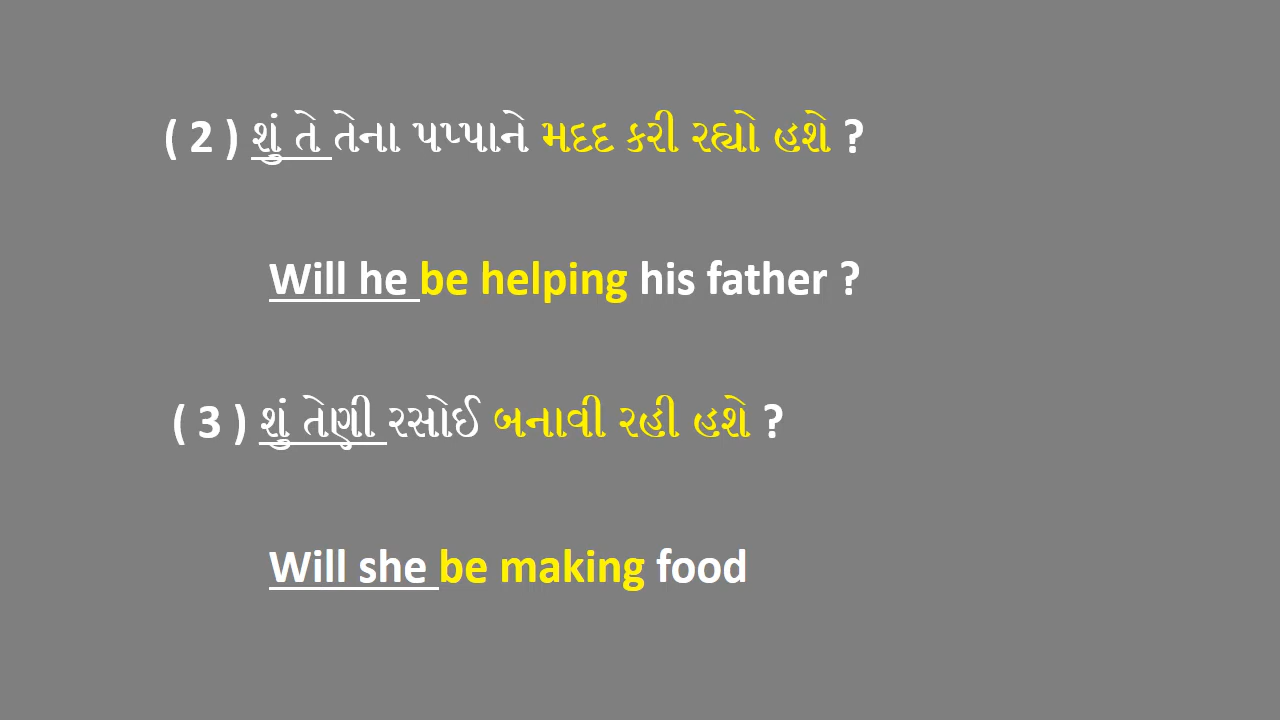 ( 2 ) શું તે તેના પપ્પાને મદદ કરી રહ્યો હશે ?
Will he be helping his father ?
( 3 ) શું તેણી રસોઈ બનાવી રહી હશે ?
Will she be making food